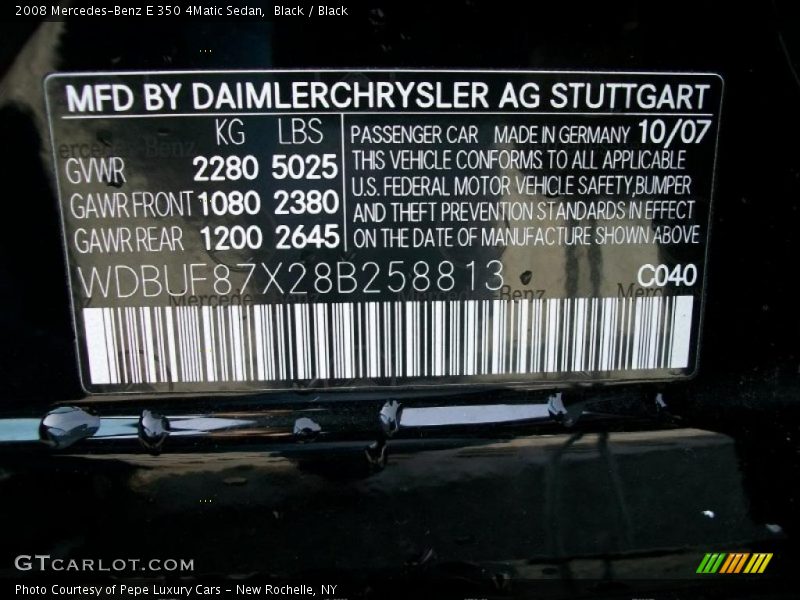 2008 Mercedes-Benz E 350 4Matic Sedan,  Black / Black
MFD BY DAIMLERCHRYSLER AG STUTTGART
KG LBS
GVWR 2280 5025
GAWR FRONT 1080 2380
GAWR REAR 1200 2645
PASSENGER CAR MADE IN GERMANY 10/07
THIS VEHICLE CONFORMS TO ALL APPLICABLE
U.S. FEDERAL MOTOR VEHICLE SAFETY,BUMPER
AND THEFT PREVENTION STANDARDS IN EFFECT
ON THE DATE OF MANUFACTURE SHOWN ABOVE
WDBUF87X28B258813 C040
GTCARLOT.COM
Photo Courtesy of Pepe Luxury Cars - New Rochelle, NY